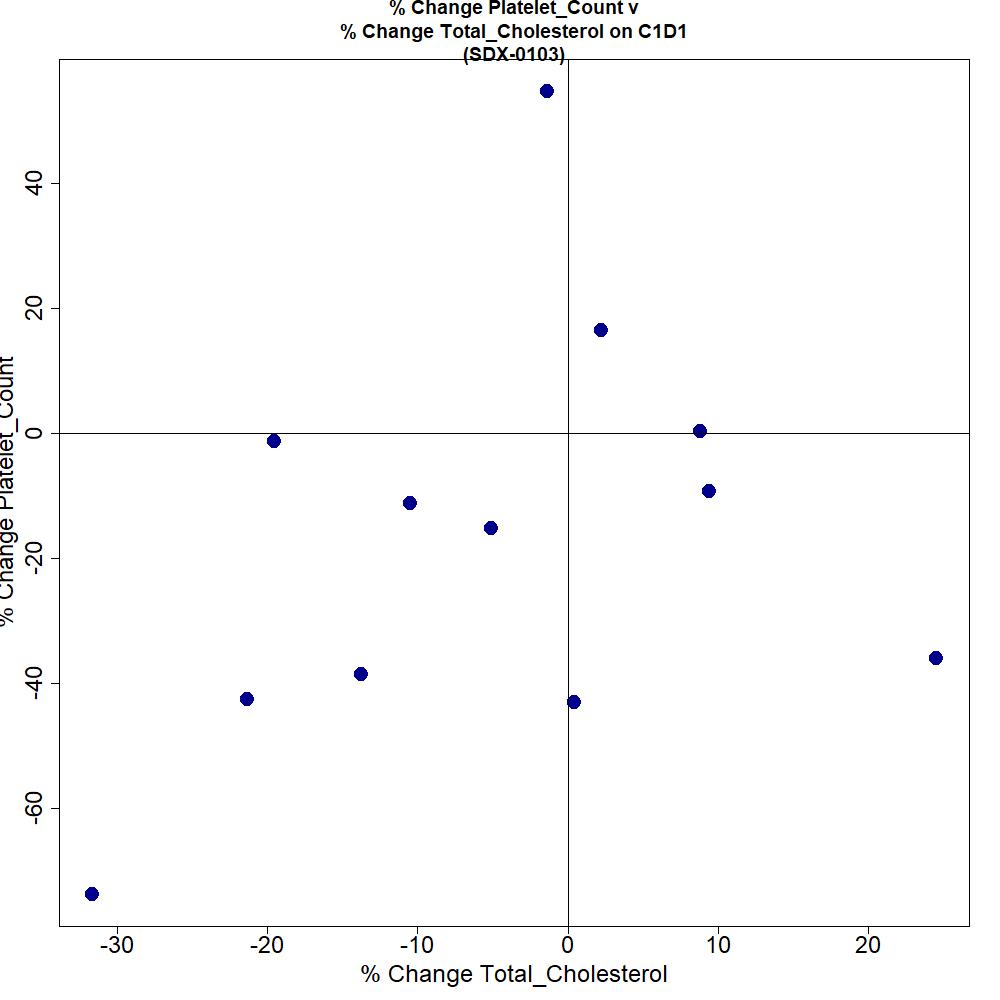 % Change Platelet_Count v
% Change Total_Cholesterol on C1D1
(SDX-0103)
% Change Platelet_Count
40
20
0
-20
-40
-60
-30
-20
-10
0
10
20
% Change Total_Cholesterol